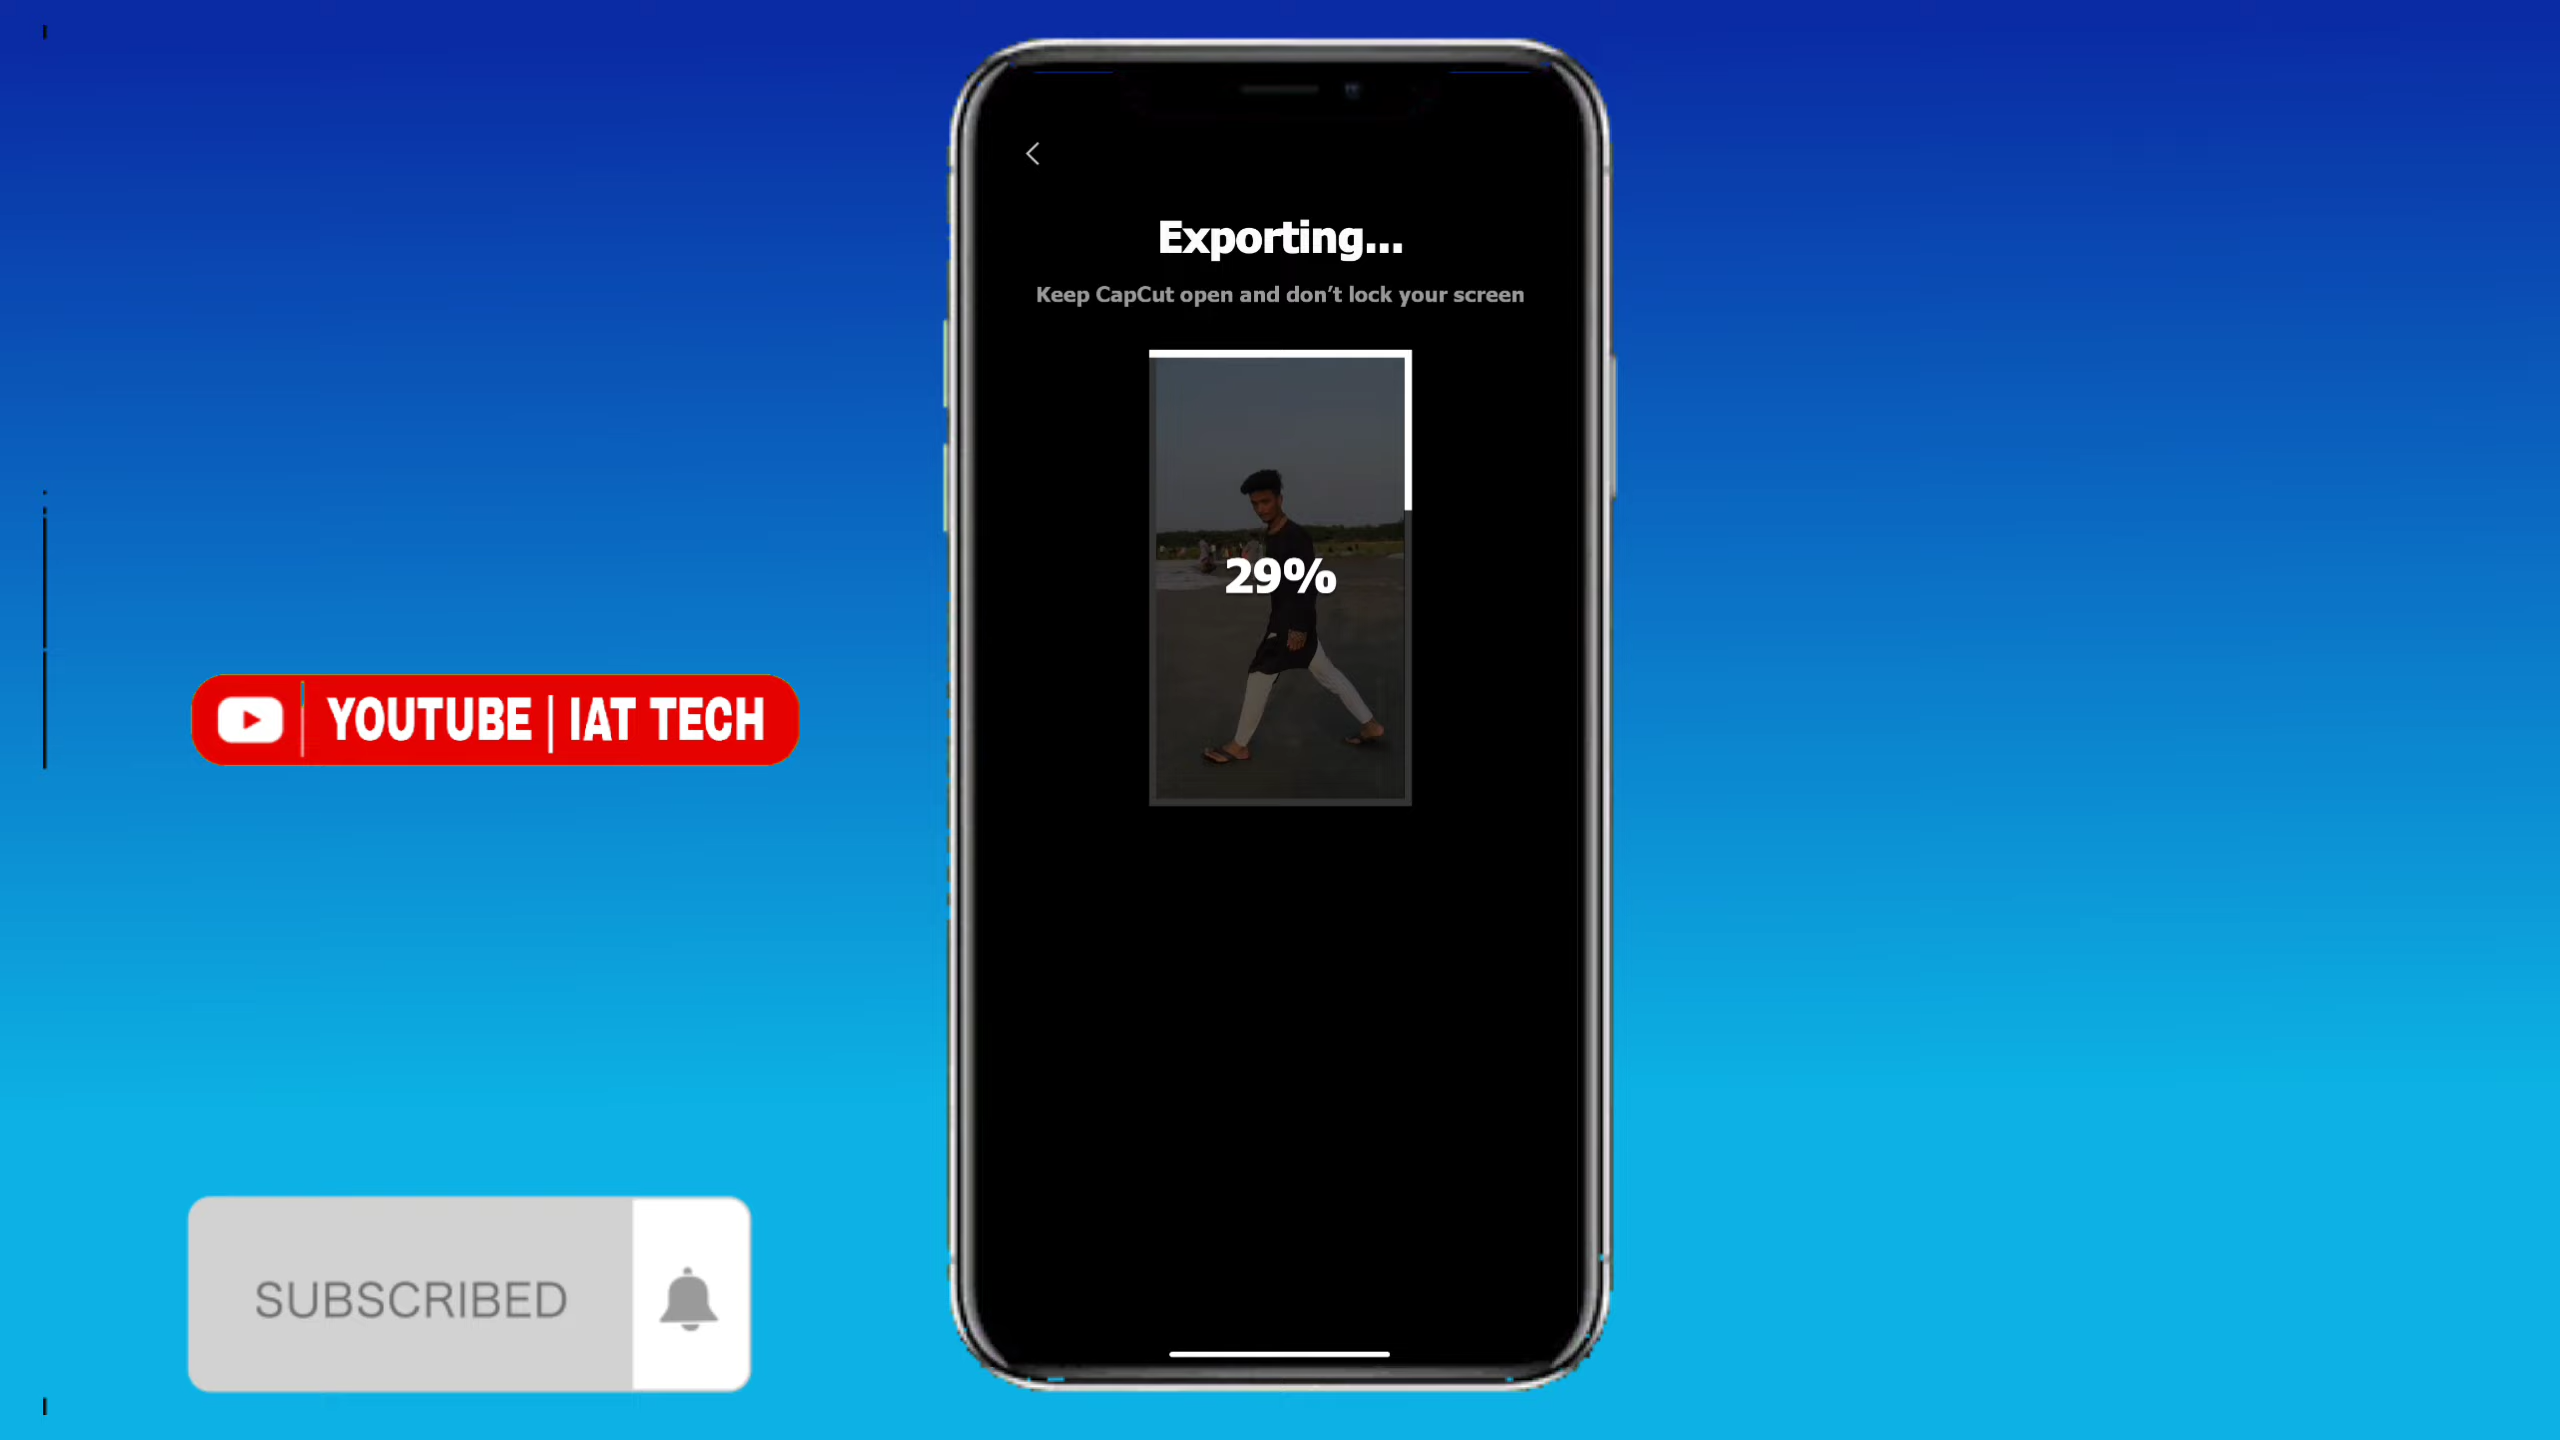 Exporting...
Keep CapCut open and don't lock your screen
29%
YOUTUBE | IAT TECH
SUBSCRIBED